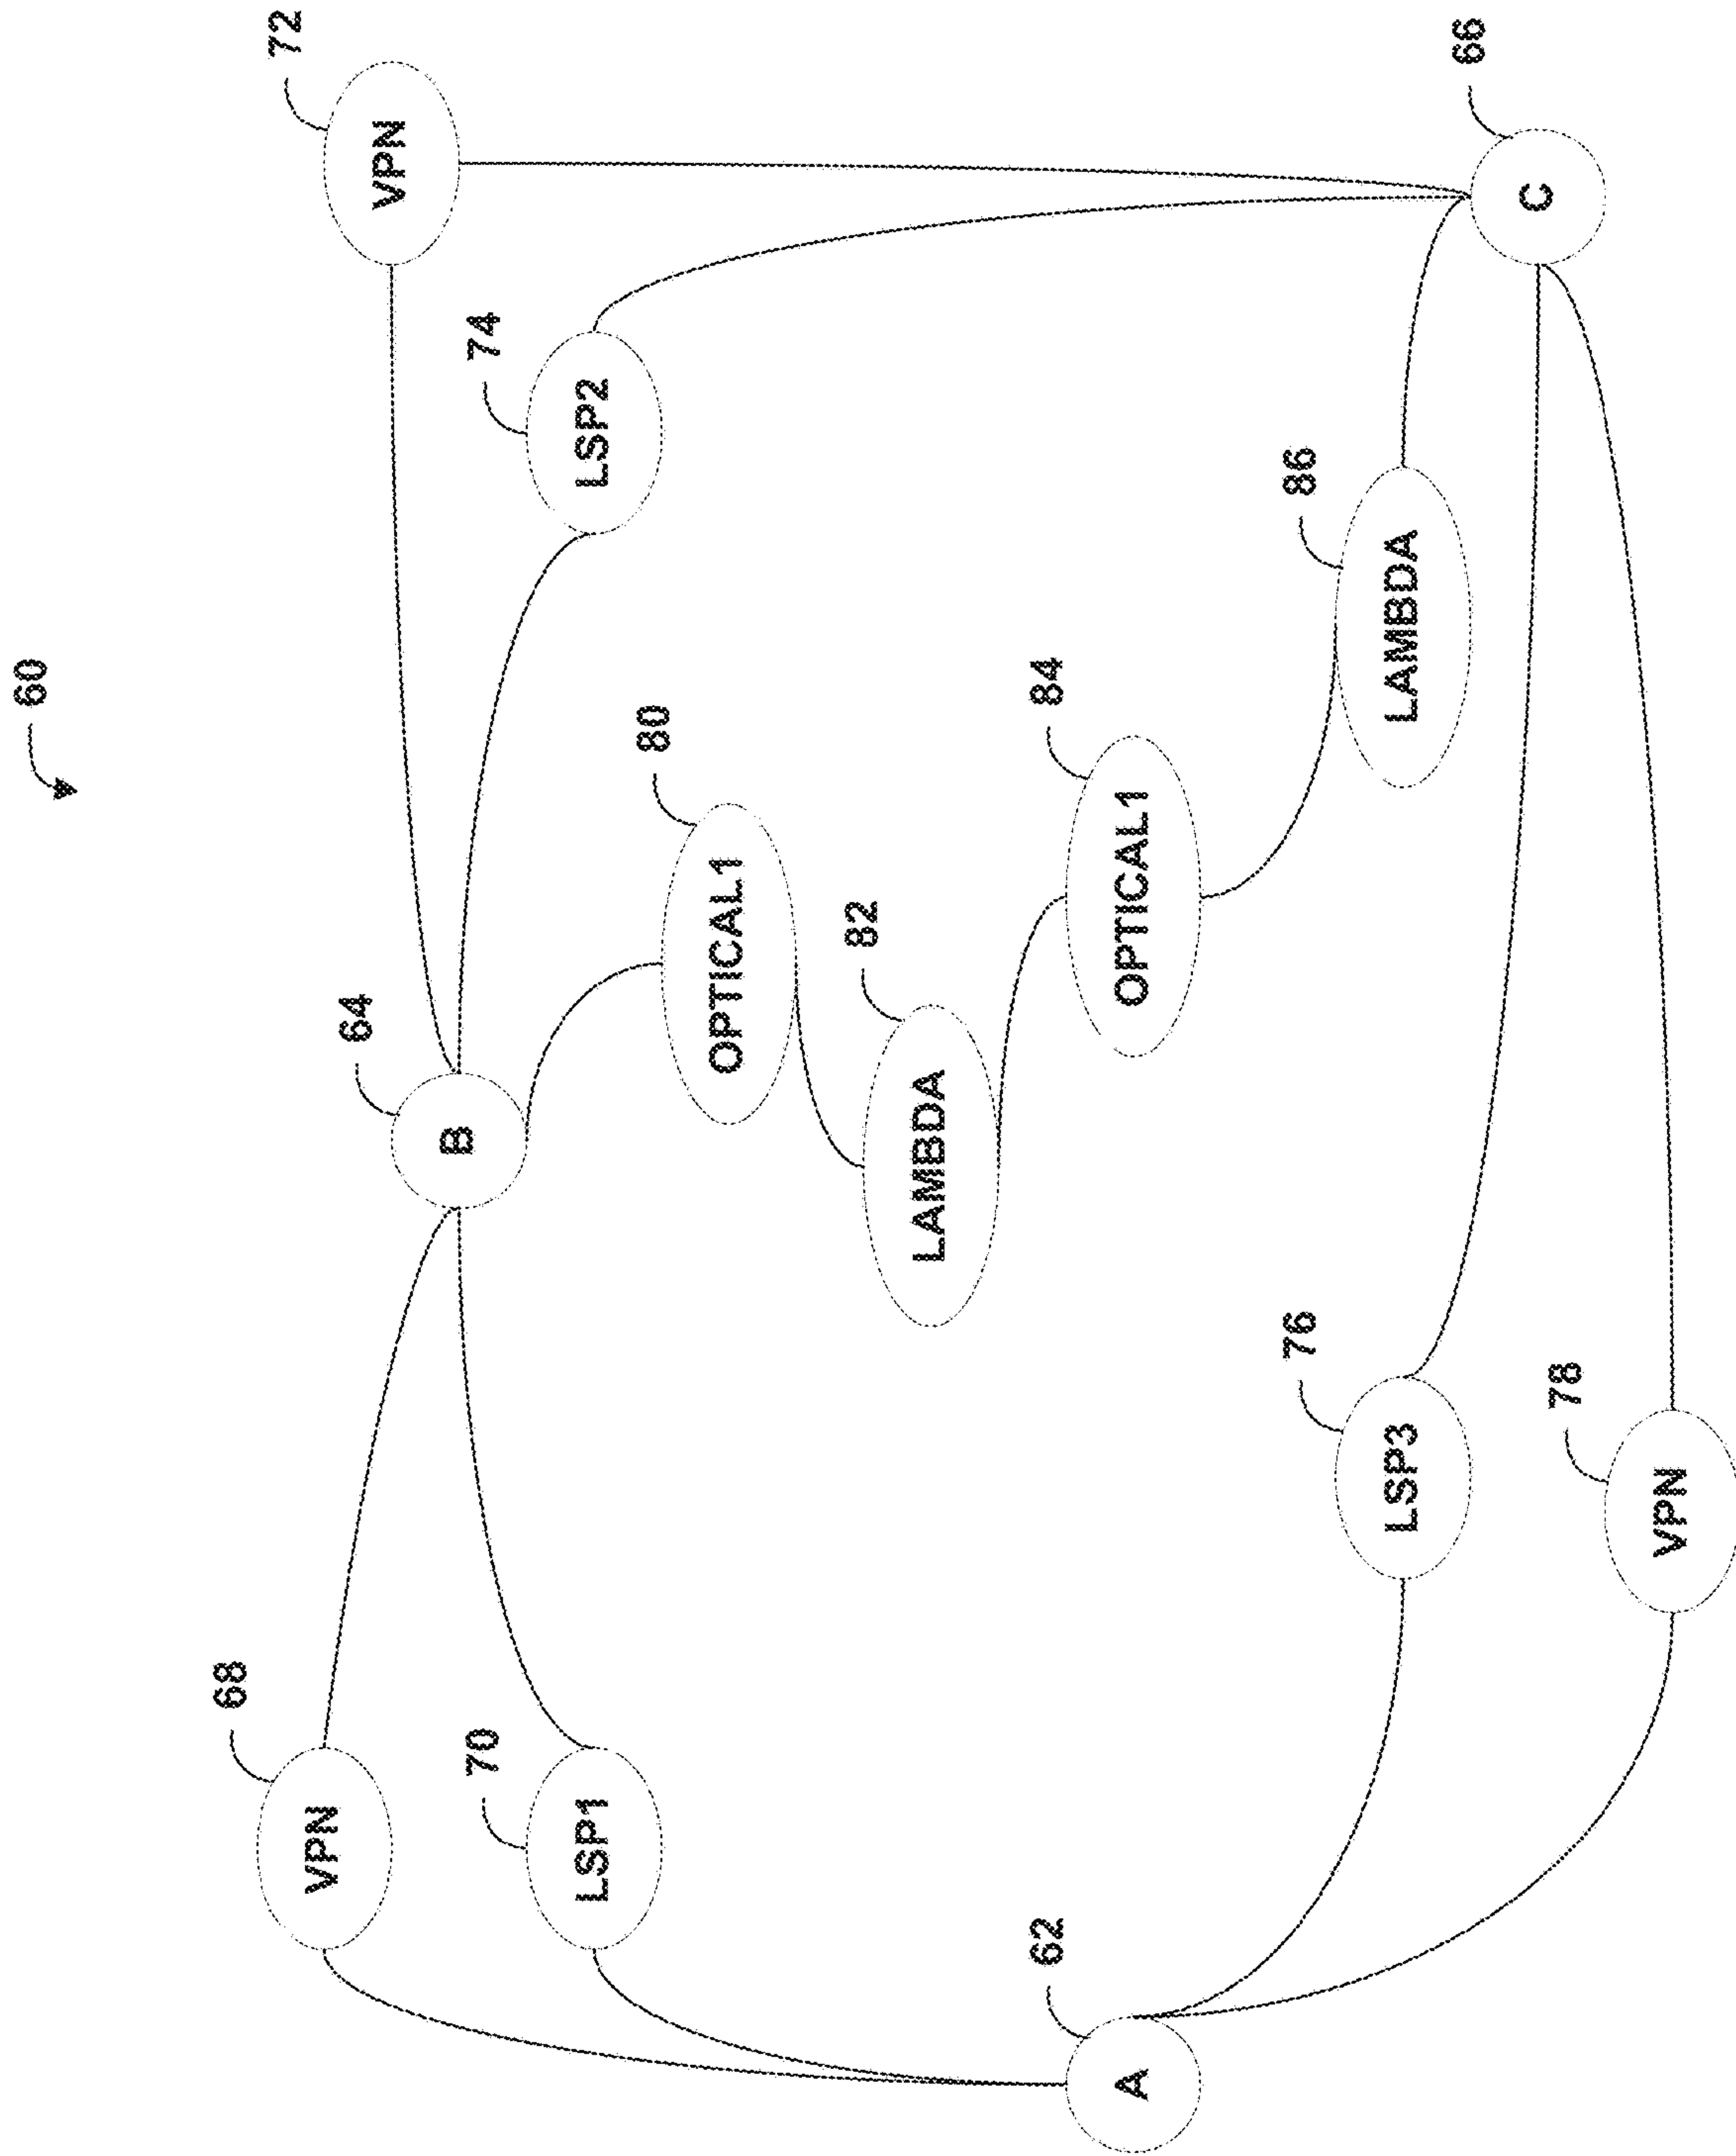 60
72
VPN
64
B
74
LSP2
68
VPN
70
LSP1
80
OPTICAL1
82
LAMBDA
84
OPTICAL1
86
LAMBDA
62
A
76
LSP3
66
C
78
VPN